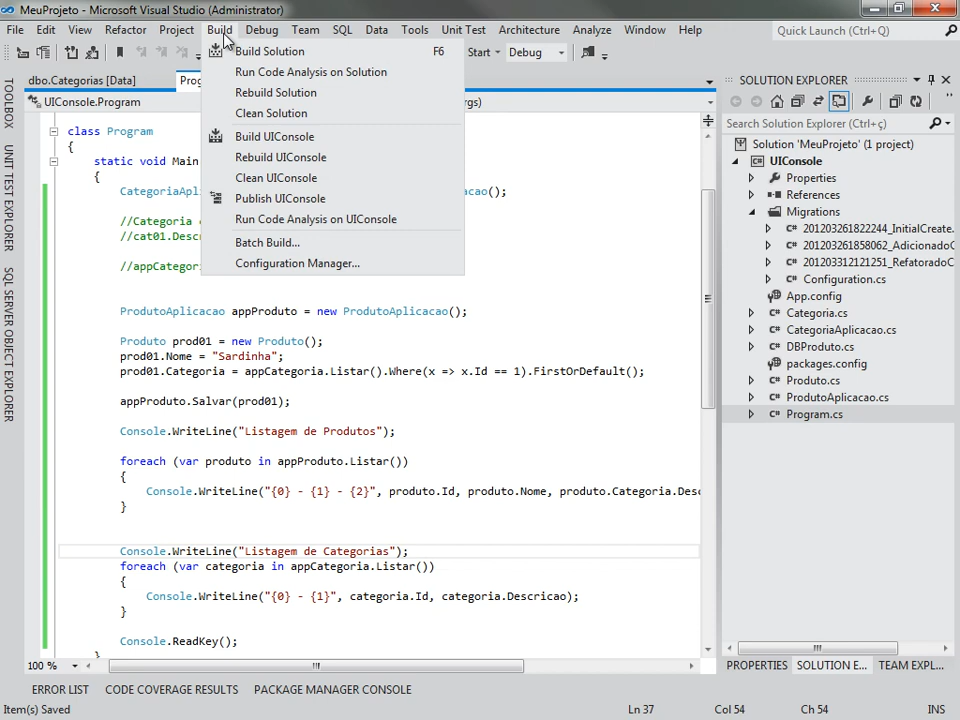 MeuProjeto - Microsoft Visual Studio (Administrator)
File Edit View Refactor Project Build Debug Team SQL Data Tools Unit Test Architecture Analyze Window Help
Quick Launch (Ctrl+Q)
Start Debug
Build Solution F6
Run Code Analysis on Solution
Rebuild Solution
Clean Solution
Build UIConsole
Rebuild UIConsole
Clean UIConsole
Publish UIConsole
Run Code Analysis on UIConsole
Batch Build...
Configuration Manager...
TOOLBOX
UNIT TEST EXPLORER
SQL SERVER OBJECT EXPLORER
dbo.Categorias [Data]
UIConsole.Program
class Program
{
static void Main
{
//Categoria
//appCategori
ProdutoAplicacao appProduto = new ProdutoAplicacao();
Produto prod01 = new Produto();
prod01.Nome = "Sardinha";
prod01.Categoria = appCategoria.Listar().Where(x => x.Id == 1).FirstOrDefault();
appProduto.Salvar(prod01);
Console.WriteLine("Listagem de Produtos");
foreach (var produto in appProduto.Listar())
{
Console.WriteLine("{0} - {1} - {2}", produto.Id, produto.Nome, produto.Categoria.Desc
}
Console.WriteLine("Listagem de Categorias");
foreach (var categoria in appCategoria.Listar())
{
Console.WriteLine("{0} - {1}", categoria.Id, categoria.Descricao);
}
Console.ReadKey();
100 %
SOLUTION EXPLORER
Search Solution Explorer (Ctrl+ç)
Solution 'MeuProjeto' (1 project)
UIConsole
Properties
References
Migrations
201203261822244_InitialCreate.
201203261858062_AdicionadoC
201203312121251_RefatoradoC
Configuration.cs
App.config
Categoria.cs
CategoriaAplicacao.cs
DBProduto.cs
packages.config
Produto.cs
ProdutoAplicacao.cs
Program.cs
PROPERTIES SOLUTION E... TEAM EXPL...
ERROR LIST CODE COVERAGE RESULTS PACKAGE MANAGER CONSOLE
Item(s) Saved Ln 37 Col 54 Ch 54 INS